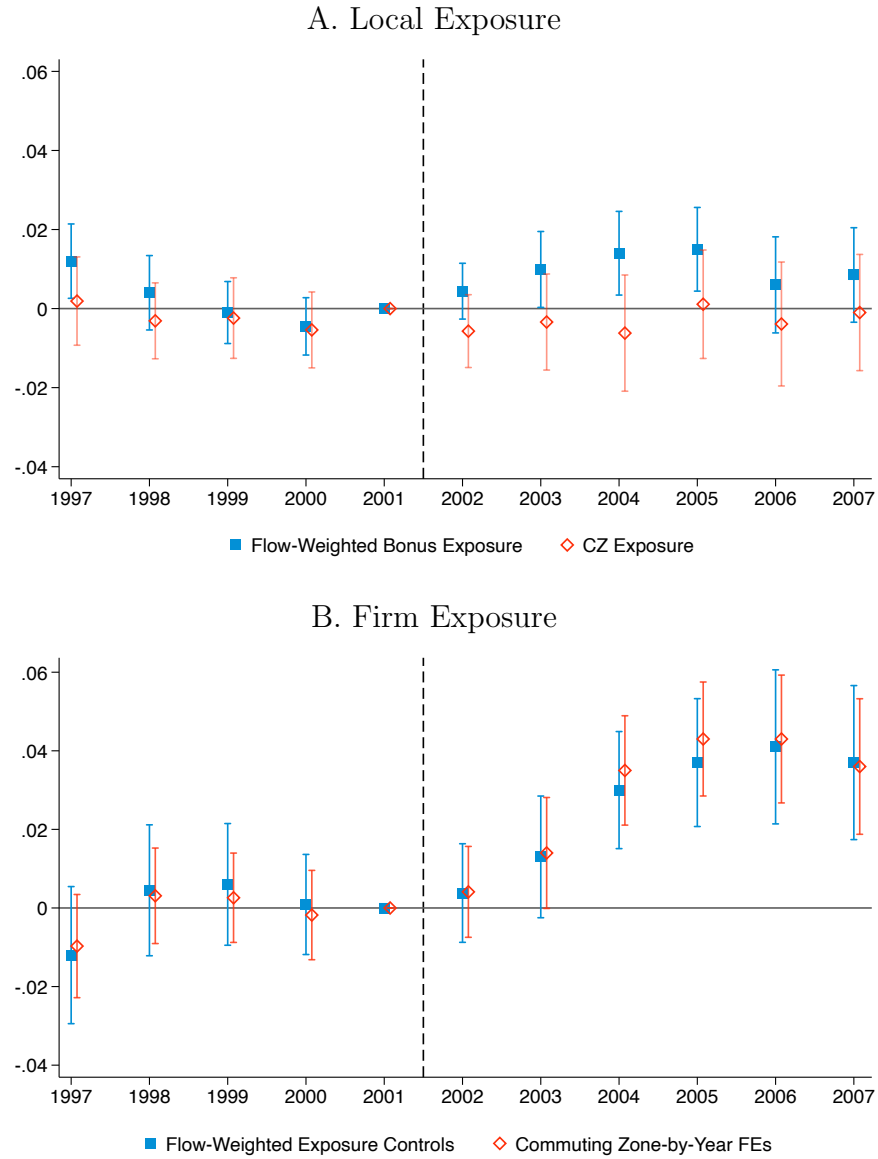 A. Local Exposure
.06
.04
.02
0
-.02
-.04
1997 1998 1999 2000 2001 2002 2003 2004 2005 2006 2007
Flow-Weighted Bonus Exposure CZ Exposure
B. Firm Exposure
.06
.04
.02
0
-.02
-.04
1997 1998 1999 2000 2001 2002 2003 2004 2005 2006 2007
Flow-Weighted Exposure Controls Commuting Zone-by-Year FEs